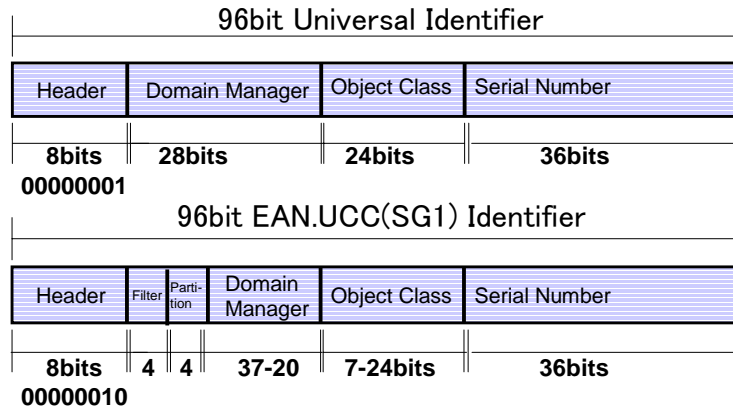 96bit Universal Identifier
Header Domain Manager Object Class Serial Number
8bits 28bits 24bits 36bits
00000001
96bit EAN.UCC(SG1) Identifier
Header Filter Parti-
tion Domain
Manager Object Class Serial Number
8bits 4 4 37-20 7-24bits 36bits
00000010